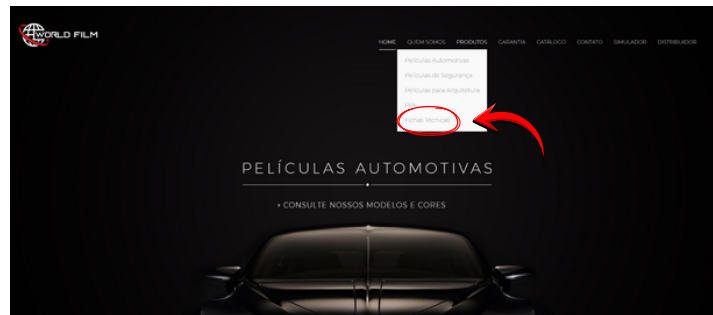 WORLD FILM
HOME QUEM SOMOS PRODUTOS GARANTIA CATÁLOGO CONTATO SIMULADOR DISTRIBUIDOR
Películas Automotivas
Películas de Segurança
Películas para Arquitetura
PPF
Fichas Técnicas
PELÍCULAS AUTOMOTIVAS
+ CONSULTE NOSSOS MODELOS E CORES